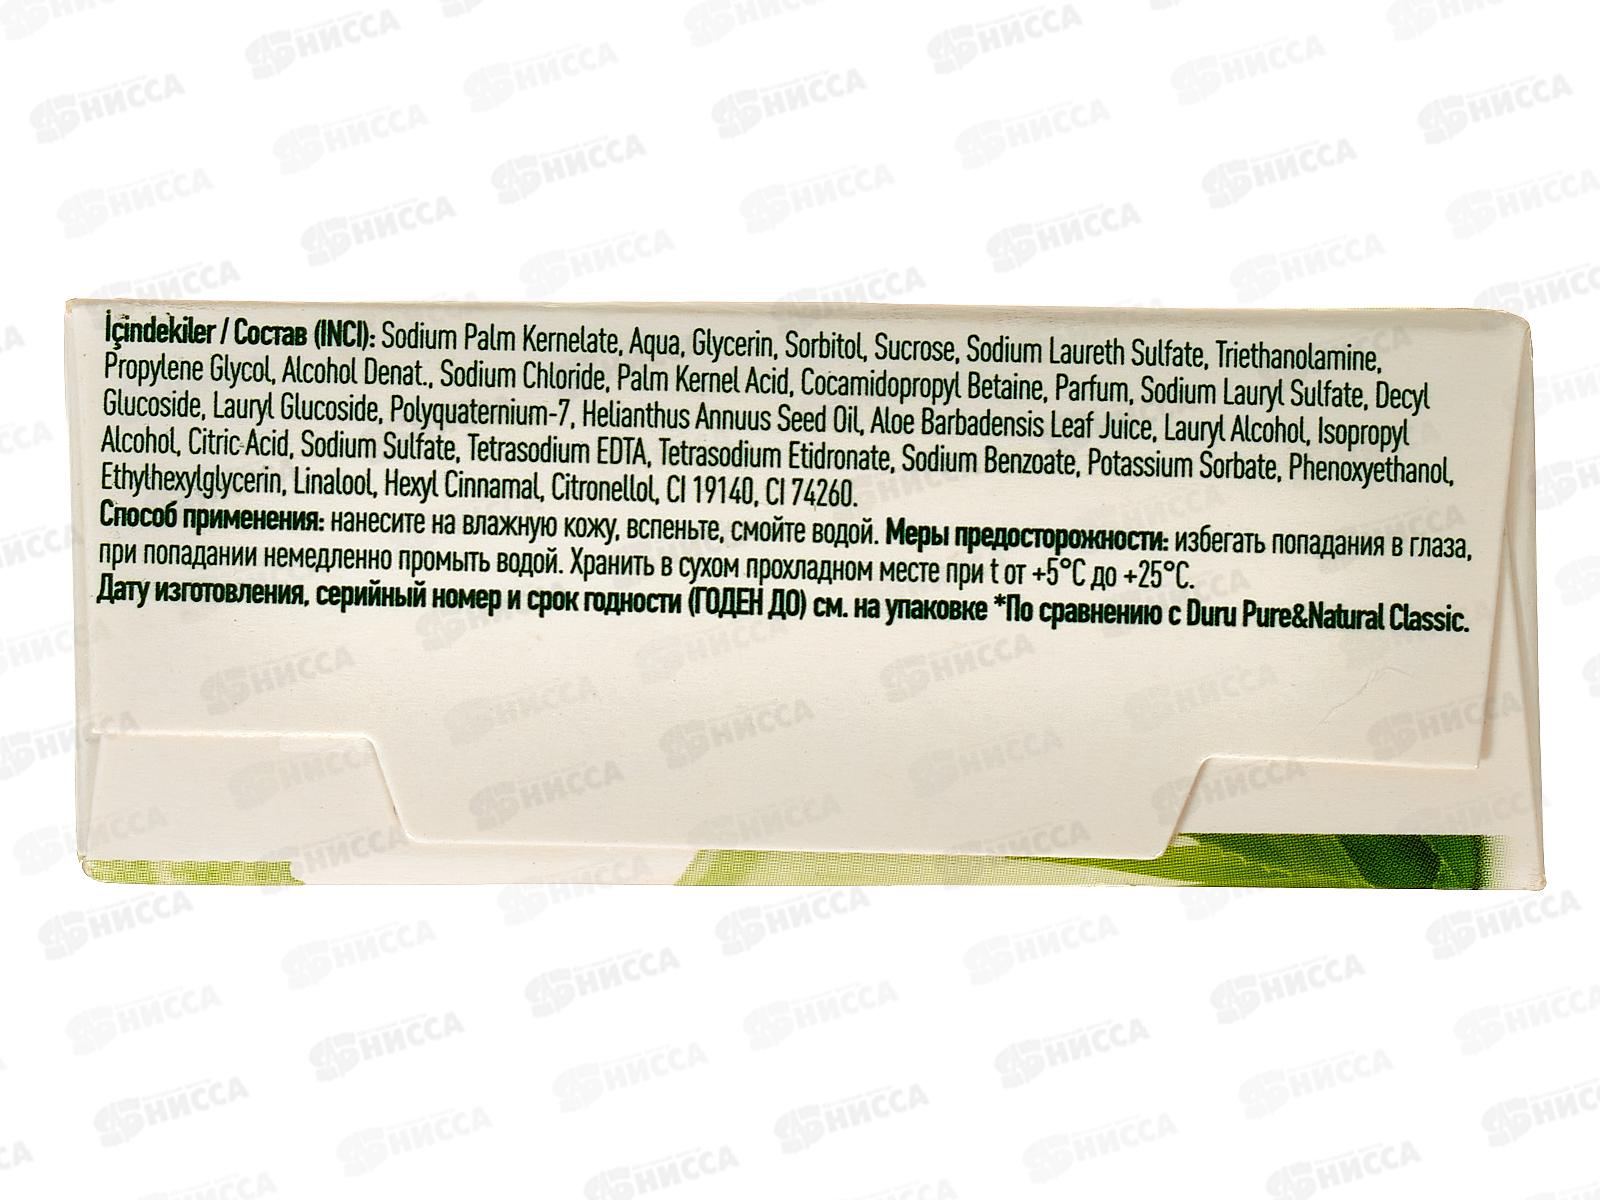 İçindekiler / Состав (INCI): Sodium Palm Kernelate, Aqua, Glycerin, Sorbitol, Sucrose, Sodium Laureth Sulfate, Triethanolamine,
Propylene Glycol, Alcohol Denat., Sodium Chloride, Palm Kernel Acid, Cocamidopropyl Betaine, Parfum, Sodium Lauryl Sulfate, Decyl
Glucoside, Lauryl Glucoside, Polyquaternium-7, Helianthus Annuus Seed Oil, Aloe Barbadensis Leaf Juice, Lauryl Alcohol, Isopropyl
Alcohol, Citric Acid, Sodium Sulfate, Tetrasodium EDTA, Tetrasodium Etidronate, Sodium Benzoate, Potassium Sorbate, Phenoxyethanol,
Ethylhexylglycerin, Linalool, Hexyl Cinnamal, Citronellol, CI 19140, CI 74260.
Способ применения: нанесите на влажную кожу, вспеньте, смойте водой. Меры предосторожности: избегать попадания в глаза,
при попадании немедленно промыть водой. Хранить в сухом прохладном месте при t от +5°С до +25°С.
Дату изготовления, серийный номер и срок годности (ГОДЕН ДО) см. на упаковке *По сравнению с Duru Pure&Natural Classic.